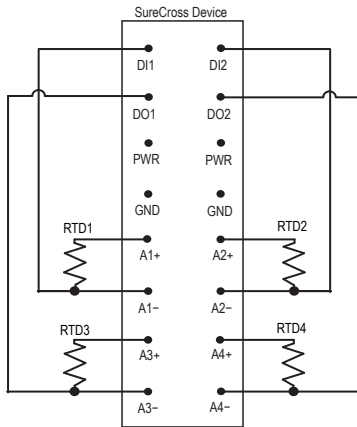 SureCross Device
DI1 DI2
DO1 DO2
PWR PWR
GND GND
RTD1 RTD2
A1+ A2+
A1− A2−
RTD3 RTD4
A3+ A4+
A3− A4−